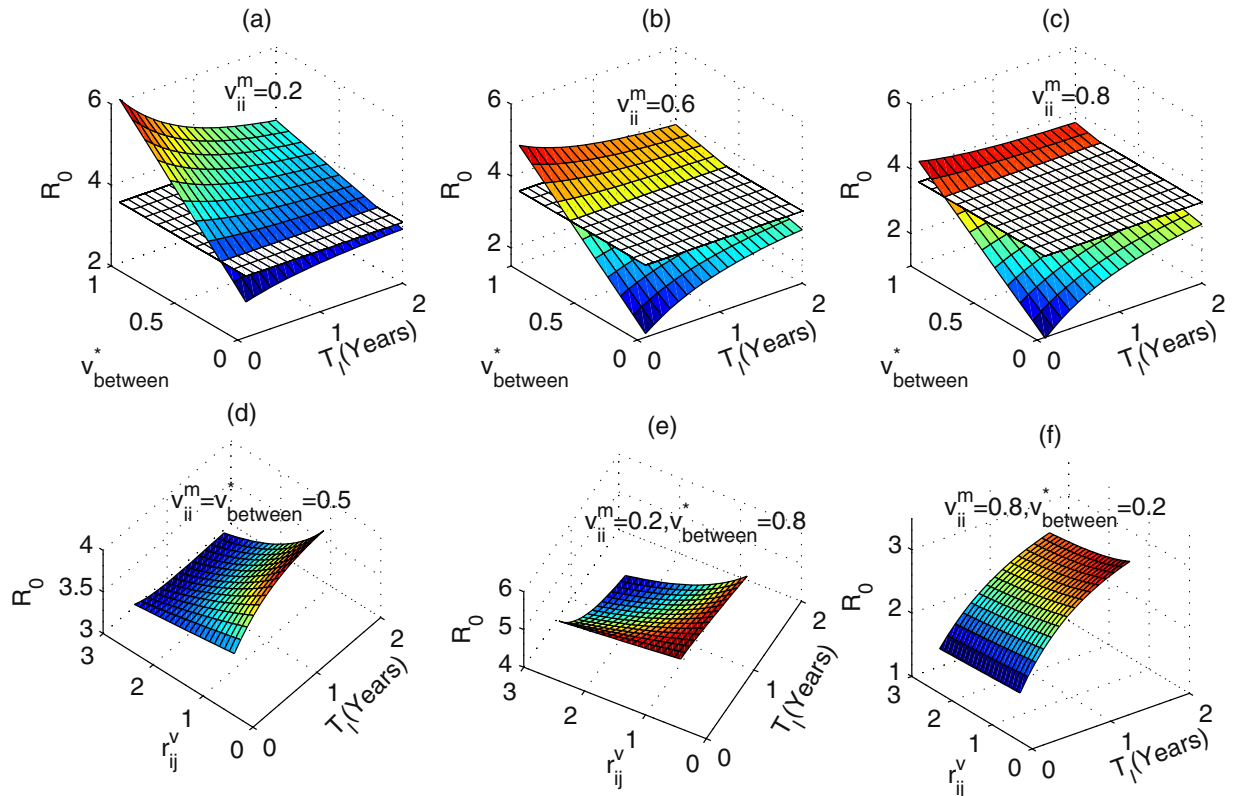 (a)
(b)
(c)
v^m_ii=0.2
v^m_ii=0.6
v^m_ii=0.8
R_0
6
4
2
1
0.5
0
0
1
2
v^*_between
T_l(Years)
R_0
6
4
2
1
0.5
0
0
1
2
v^*_between
T_l(Years)
R_0
6
4
2
1
0.5
0
0
1
2
v^*_between
T_l(Years)
(d)
(e)
(f)
v^m_ii=v^*_between=0.5
v^m_ii=0.2,v^*_between=0.8
v^m_ii=0.8,v^*_between=0.2
R_0
4
3.5
3
3
2
1
0
0
1
2
r^v_ij
T_l(Years)
R_0
6
5
4
3
2
1
0
0
1
2
r^v_ij
T_l(Years)
R_0
3
2
1
3
2
1
0
0
1
2
r^v_ij
T_l(Years)